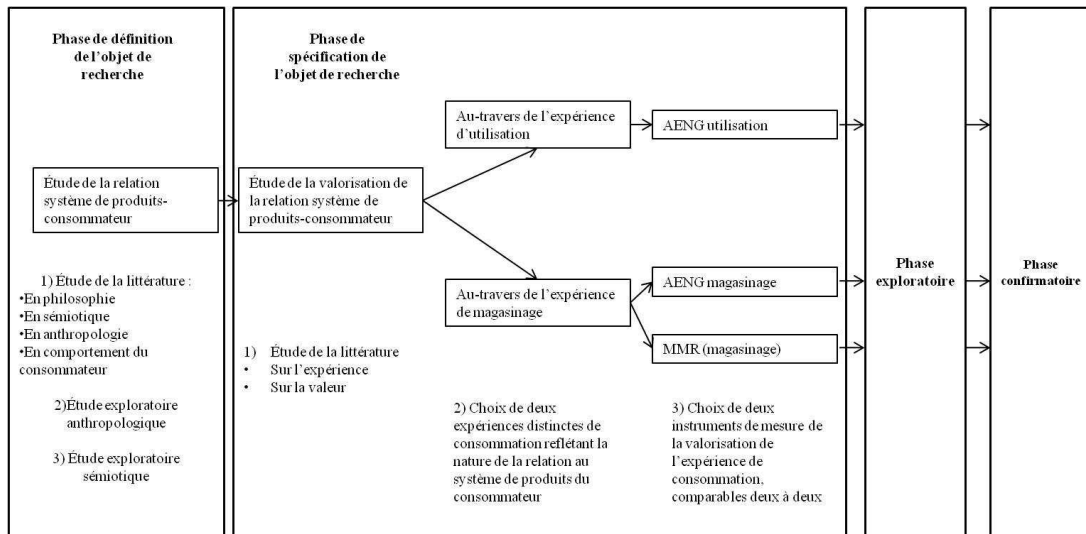 Phase de définition
de l'objet de
recherche
Étude de la relation
système de produits-
consommateur
1) Étude de la littérature :
•En philosophie
•En sémiotique
•En anthropologie
•En comportement du
consommateur
2)Étude exploratoire
anthropologique
3) Étude exploratoire
sémiotique
Phase de
spécification de
l'objet de recherche
Étude de la valorisation de
la relation système de
produits-consommateur
1) Étude de la littérature
• Sur l'expérience
• Sur la valeur
Au-travers de l'expérience
d'utilisation
Au-travers de l'expérience
de magasinage
2) Choix de deux
expériences distinctes de
consommation reflétant la
nature de la relation au
système de produits du
consommateur
AENG utilisation
AENG magasinage
MMR (magasinage)
3) Choix de deux
instruments de mesure de
la valorisation de
l'expérience de
consommation,
comparables deux à deux
Phase
exploratoire
Phase
confirmatoire